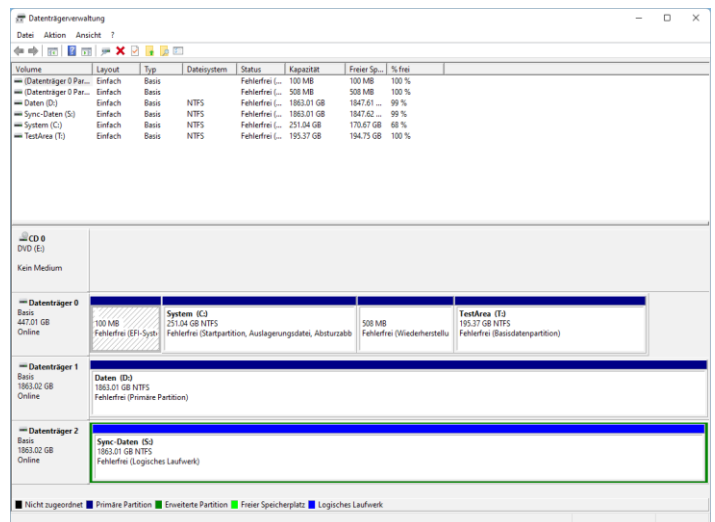 Datenträgerverwaltung
Datei Aktion Ansicht ?
Volume Layout Typ Dateisystem Status Kapazität Freier Sp... % frei
(Datenträger 0 Par... Einfach Basis Fehlerfrei (... 100 MB 100 MB 100 %
(Datenträger 0 Par... Einfach Basis Fehlerfrei (... 508 MB 508 MB 100 %
Daten (D:) Einfach Basis NTFS Fehlerfrei (... 1863.01 GB 1847.61 ... 99 %
Sync-Daten (S:) Einfach Basis NTFS Fehlerfrei (... 1863.01 GB 1847.62 ... 99 %
System (C:) Einfach Basis NTFS Fehlerfrei (... 251.04 GB 170.67 GB 68 %
TestArea (T:) Einfach Basis NTFS Fehlerfrei (... 195.37 GB 194.75 GB 100 %
CD 0
DVD (E:)
Kein Medium
Datenträger 0
Basis
447.01 GB
Online
100 MB
Fehlerfrei (EFI-Syst
System (C:)
251.04 GB NTFS
Fehlerfrei (Startpartition, Auslagerungsdatei, Absturzabb
508 MB
Fehlerfrei (Wiederherstellu
TestArea (T:)
195.37 GB NTFS
Fehlerfrei (Basisdatenpartition)
Datenträger 1
Basis
1863.02 GB
Online
Daten (D:)
1863.01 GB NTFS
Fehlerfrei (Primäre Partition)
Datenträger 2
Basis
1863.02 GB
Online
Sync-Daten (S:)
1863.01 GB NTFS
Fehlerfrei (Logisches Laufwerk)
Nicht zugeordnet Primäre Partition Erweiterte Partition Freier Speicherplatz Logisches Laufwerk